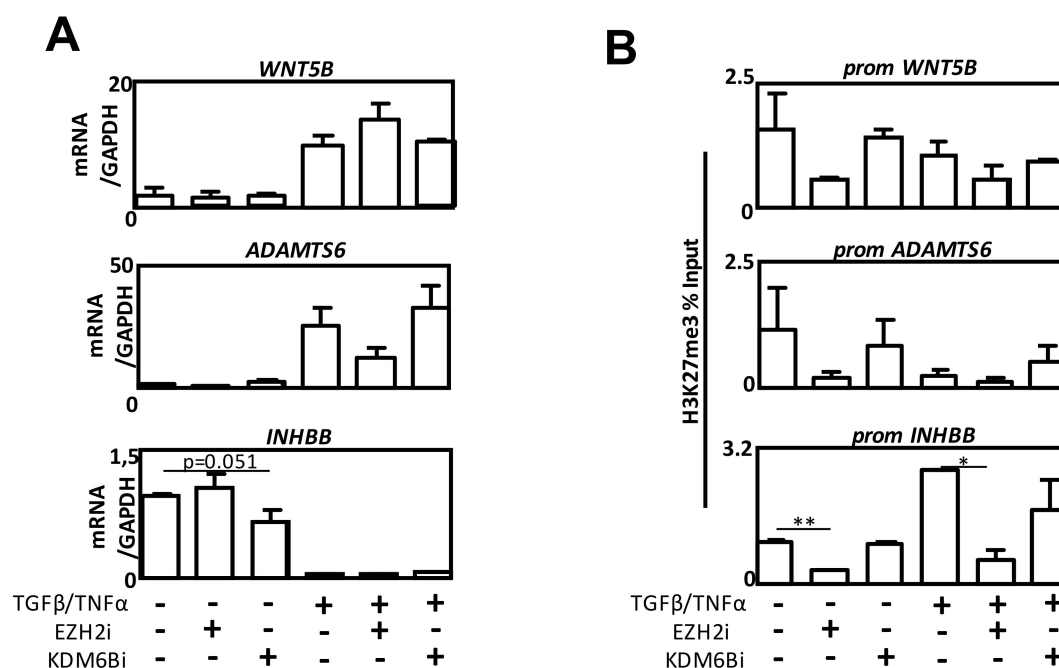 A
WNT5B
20
mRNA
/GAPDH
0
ADAMTS6
50
mRNA
/GAPDH
0
INHBB
1,5
p=0.051
mRNA
/GAPDH
0
TGFβ/TNFα - - - + + +
EZH2i - + - - + -
KDM6Bi - - + - - +
B
prom WNT5B
2.5
0
H3K27me3 % Input
prom ADAMTS6
2.5
0
prom INHBB
3.2
*
**
0
TGFβ/TNFα - - - + + +
EZH2i - + - - + -
KDM6Bi - - + - - +